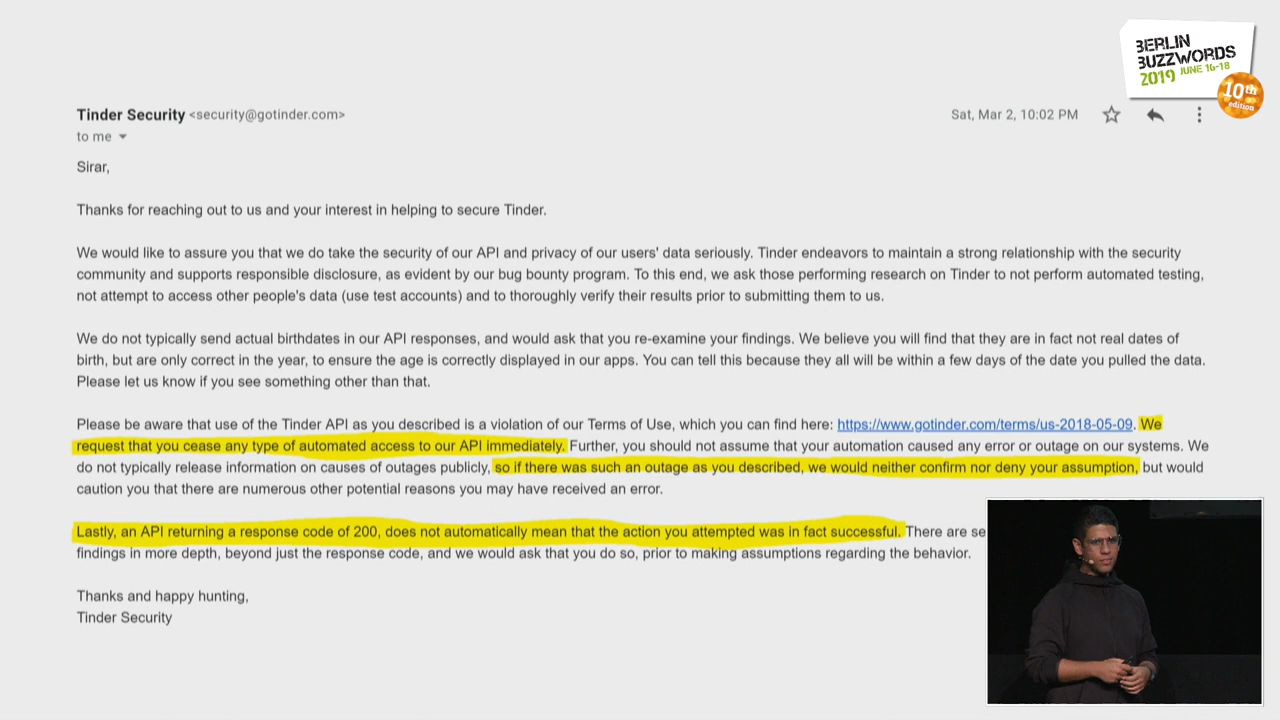 BERLIN
BUZZWORDS
2019 JUNE 16-18
10th
edition
Tinder Security <security@gotinder.com>
Sat, Mar 2, 10:02 PM
to me
Sirar,
Thanks for reaching out to us and your interest in helping to secure Tinder.
We would like to assure you that we do take the security of our API and privacy of our users' data seriously. Tinder endeavors to maintain a strong relationship with the security
community and supports responsible disclosure, as evident by our bug bounty program. To this end, we ask those performing research on Tinder to not perform automated testing,
not attempt to access other people's data (use test accounts) and to thoroughly verify their results prior to submitting them to us.
We do not typically send actual birthdates in our API responses, and would ask that you re-examine your findings. We believe you will find that they are in fact not real dates of
birth, but are only correct in the year, to ensure the age is correctly displayed in our apps. You can tell this because they all will be within a few days of the date you pulled the data.
Please let us know if you see something other than that.
Please be aware that use of the Tinder API as you described is a violation of our Terms of Use, which you can find here: https://www.gotinder.com/terms/us-2018-05-09. We
request that you cease any type of automated access to our API immediately. Further, you should not assume that your automation caused any error or outage on our systems. We
do not typically release information on causes of outages publicly, so if there was such an outage as you described, we would neither confirm nor deny your assumption, but would
caution you that there are numerous other potential reasons you may have received an error.
Lastly, an API returning a response code of 200, does not automatically mean that the action you attempted was in fact successful. There are se
findings in more depth, beyond just the response code, and we would ask that you do so, prior to making assumptions regarding the behavior.
Thanks and happy hunting,
Tinder Security